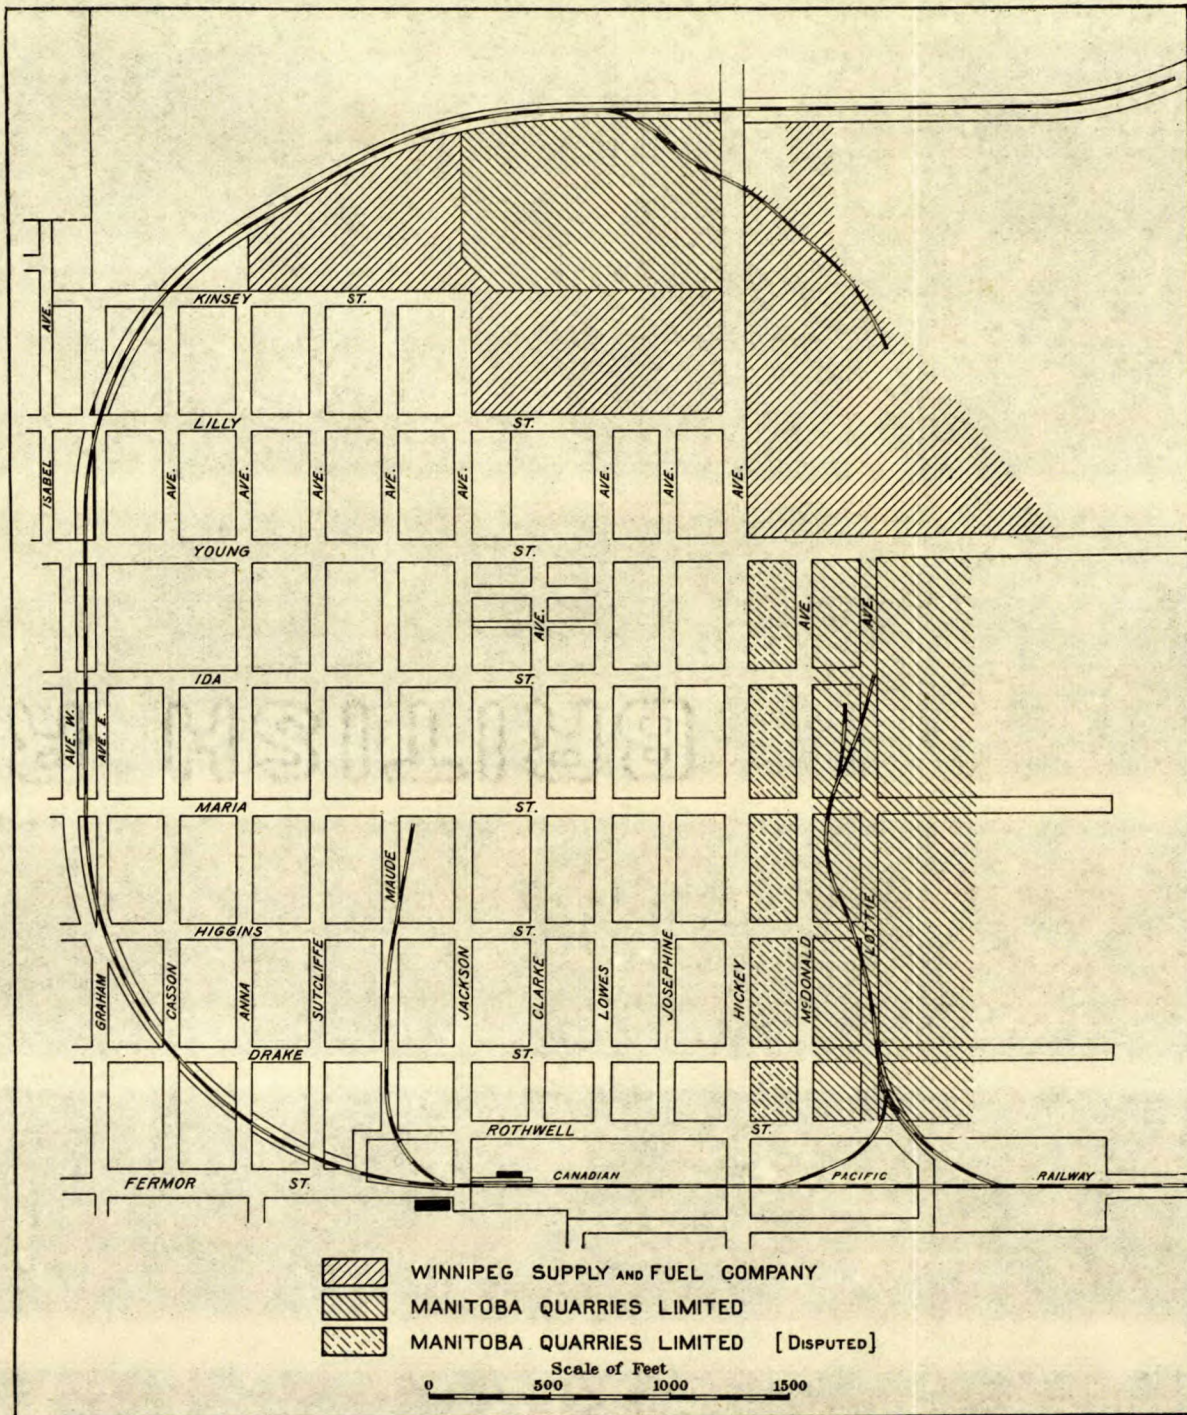 KINSEY ST.
AVE.
LILLY ST.
ISABEL
AVE. AVE. AVE. AVE. AVE. AVE. AVE. AVE.
YOUNG ST.
AVE. AVE. AVE.
IDA ST.
AVE. W.
AVE. E.
MARIA ST.
MAUDE
LOTTIE
HIGGINS ST.
GRAHAM
CASSON
ANNA
SUTCLIFFE
JACKSON
CLARKE
LOWES
JOSEPHINE
HICKEY
McDONALD
DRAKE ST.
ROTHWELL ST.
FERMOR ST.
CANADIAN PACIFIC RAILWAY
WINNIPEG SUPPLY AND FUEL COMPANY
MANITOBA QUARRIES LIMITED
MANITOBA QUARRIES LIMITED [DISPUTED]
Scale of Feet
0 500 1000 1500